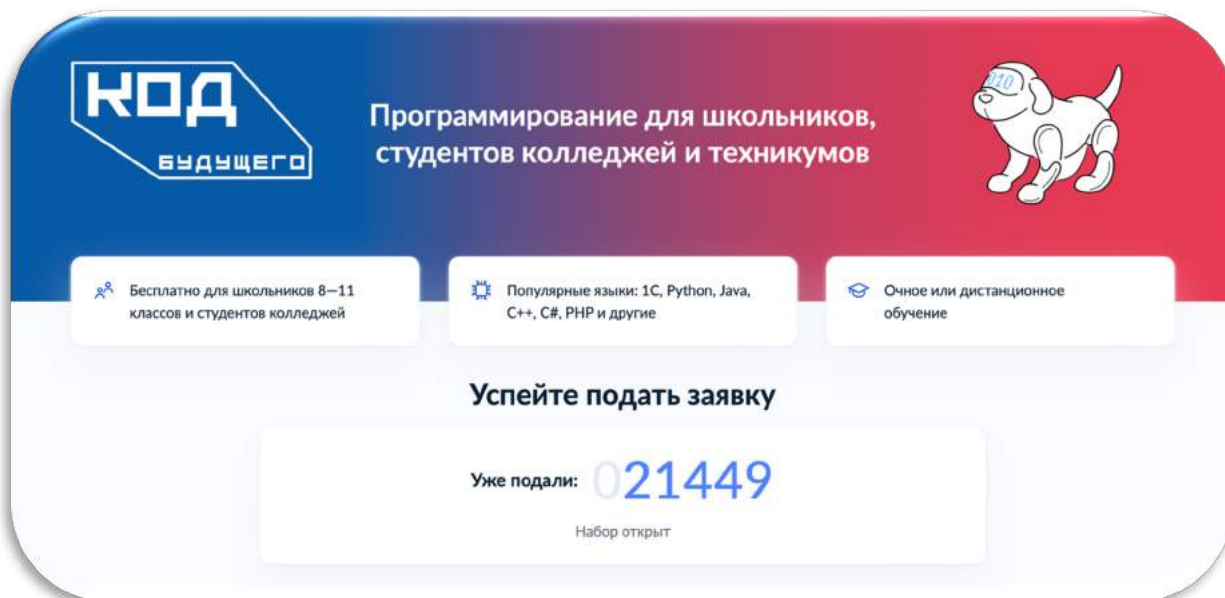 КОД
БУДУЩЕГО
Программирование для школьников,
студентов колледжей и техникумов
010
Бесплатно для школьников 8—11
классов и студентов колледжей
Популярные языки: 1С, Python, Java,
C++, C#, PHP и другие
Очное или дистанционное
обучение
Успейте подать заявку
Уже подали: 021449
Набор открыт